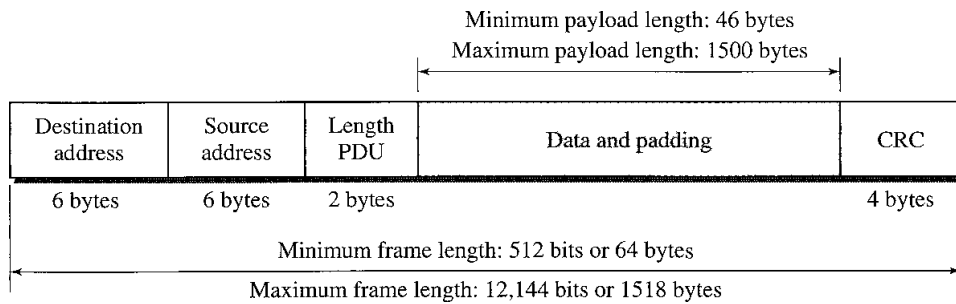 Minimum payload length: 46 bytes
Maximum payload length: 1500 bytes
Destination address
Source address
Length PDU
Data and padding
CRC
6 bytes
6 bytes
2 bytes
4 bytes
Minimum frame length: 512 bits or 64 bytes
Maximum frame length: 12,144 bits or 1518 bytes